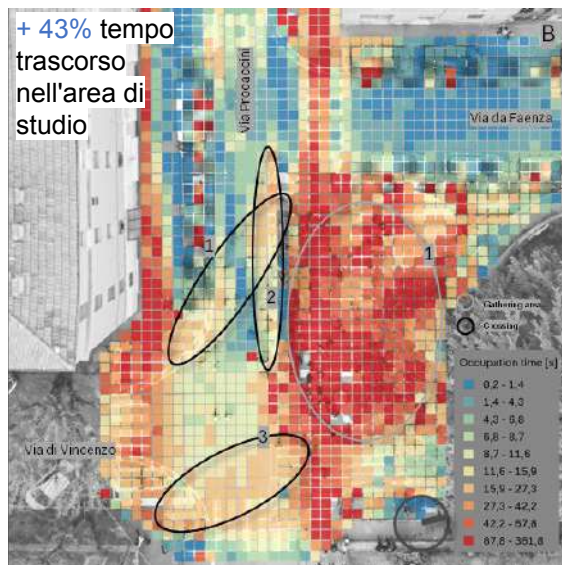 + 43% tempo
trascorso
nell'area di
studio
B
Via Procaccini
Via da Faenza
1
1
2
3
Via di Vincenzo
Gathering area
Crossing
Occupation time [s]
0,2 - 1,4
1,4 - 4,3
4,3 - 6,8
6,8 - 8,7
8,7 - 11,6
11,6 - 15,9
15,9 - 27,3
27,3 - 42,2
42,2 - 67,8
67,8 - 351,8